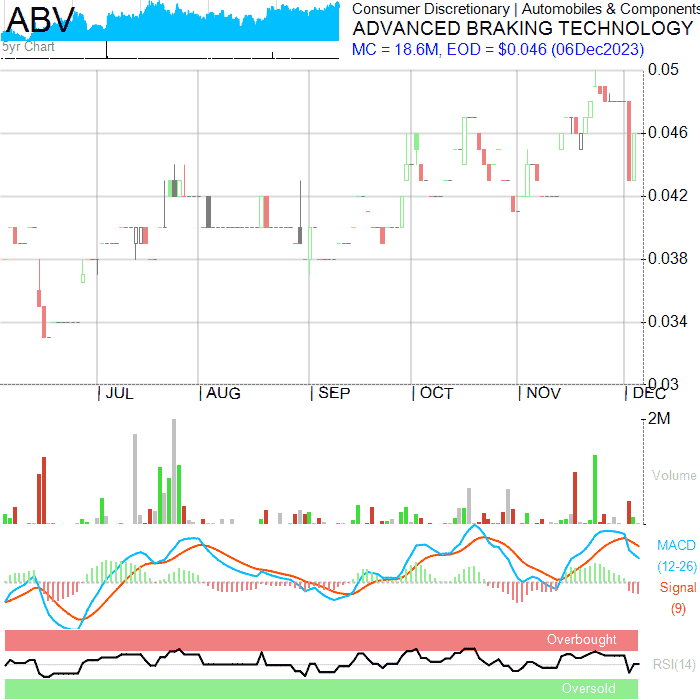 ABV
Consumer Discretionary | Automobiles & Components
ADVANCED BRAKING TECHNOLOGY
MC = 18.6M, EOD = $0.046 (06Dec2023)
5yr Chart
0.05
0.046
0.042
0.038
0.034
0.03
JUL AUG SEP OCT NOV DEC
2M
Volume
MACD
(12-26)
Signal
(9)
Overbought
RSI(14)
Oversold